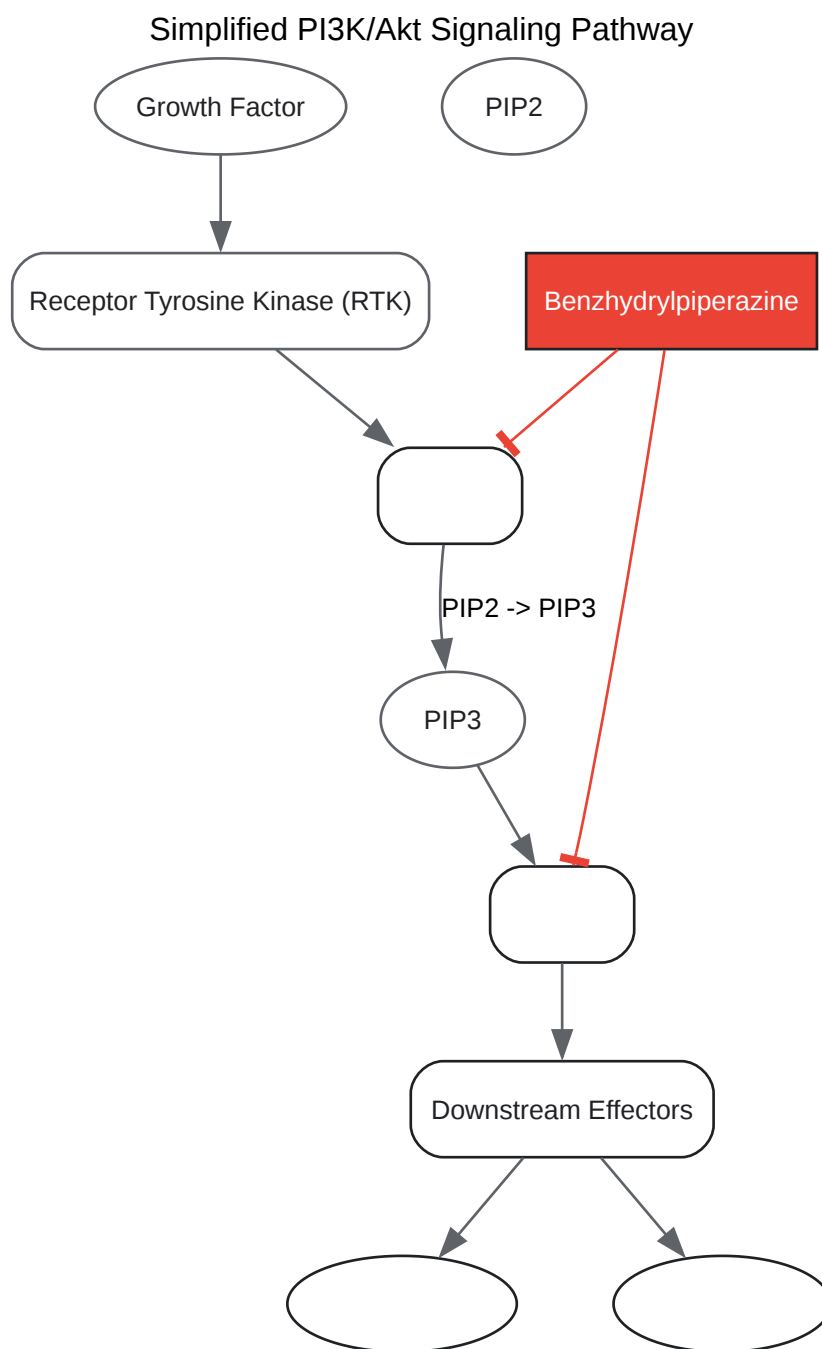 Simplified PI3K/Akt Signaling Pathway
Growth Factor
PIP2
Receptor Tyrosine Kinase (RTK)
Benzhydrylpiperazine
PIP2 -> PIP3
PIP3
Downstream Effectors